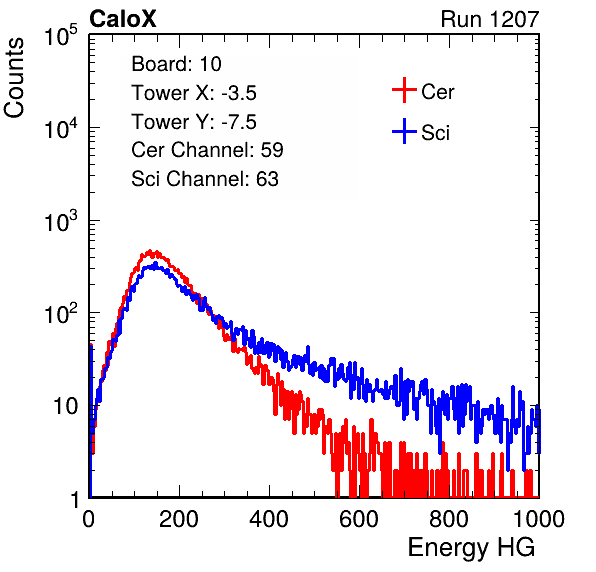 CaloX Run 1207
Counts
Board: 10
Tower X: -3.5
Tower Y: -7.5
Cer Channel: 59
Sci Channel: 63
Cer
Sci
10^5
10^4
10^3
10^2
10
1
0 200 400 600 800 1000
Energy HG